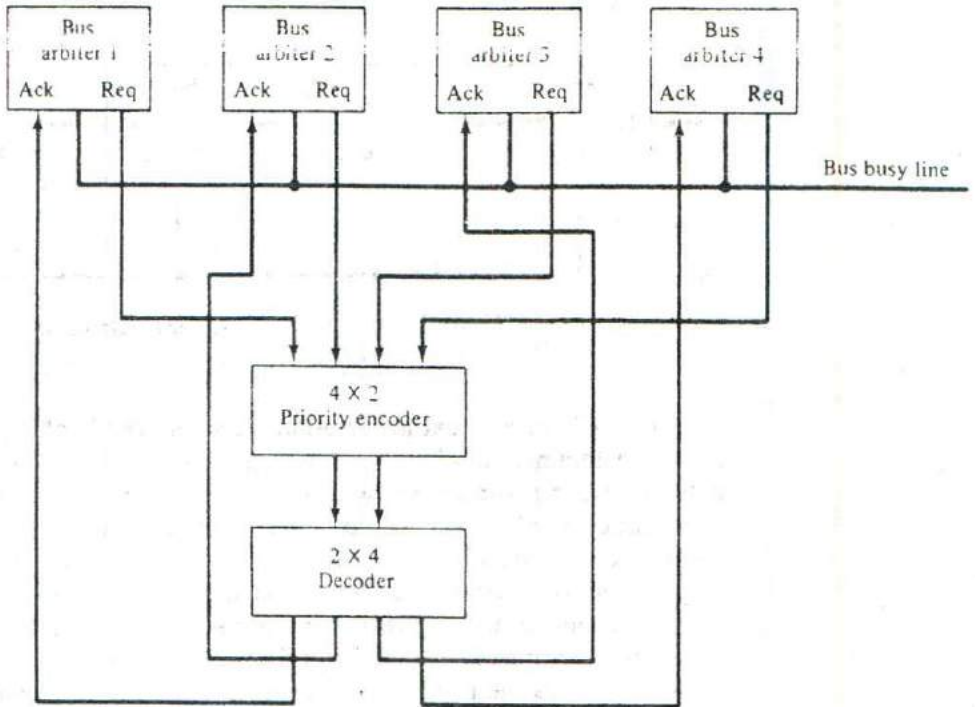 Bus
arbiter 1
Ack Req
Bus
arbiter 2
Ack Req
Bus
arbiter 3
Ack Req
Bus
arbiter 4
Ack Req
Bus busy line
4 X 2
Priority encoder
2 X 4
Decoder